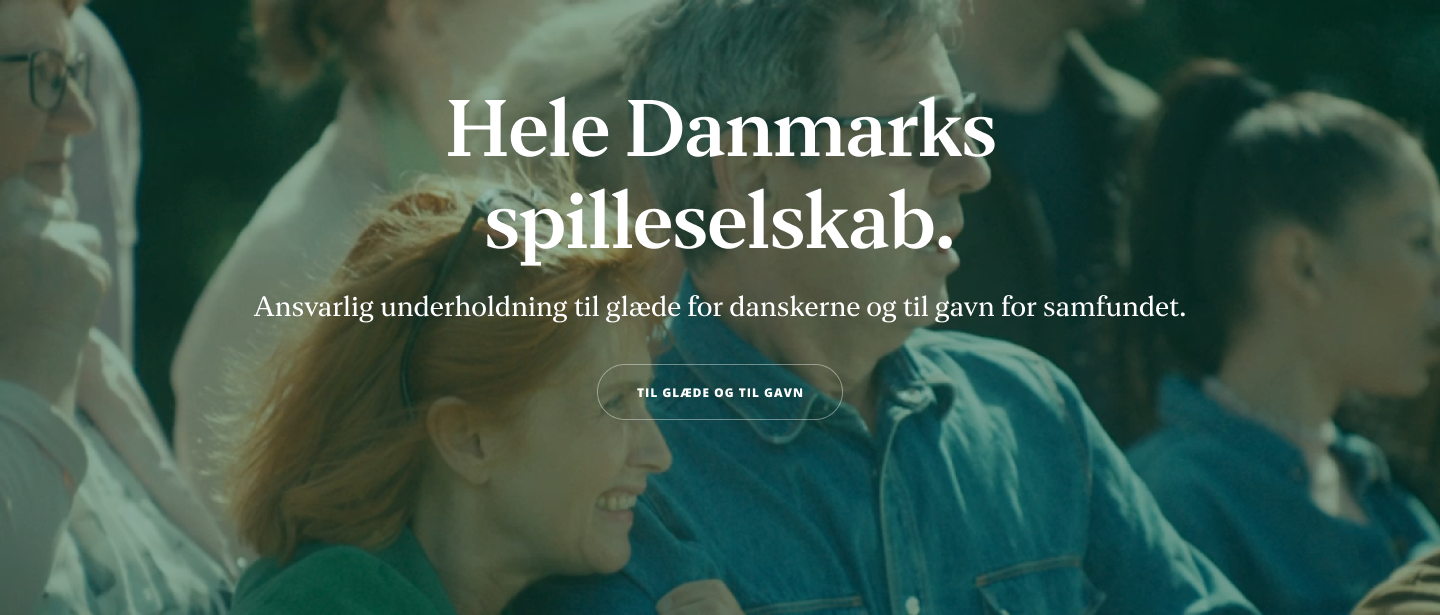 Hele Danmarks
spilleselskab.
Ansvarlig underholdning til glæde for danskerne og til gavn for samfundet.
TIL GLÆDE OG TIL GAVN